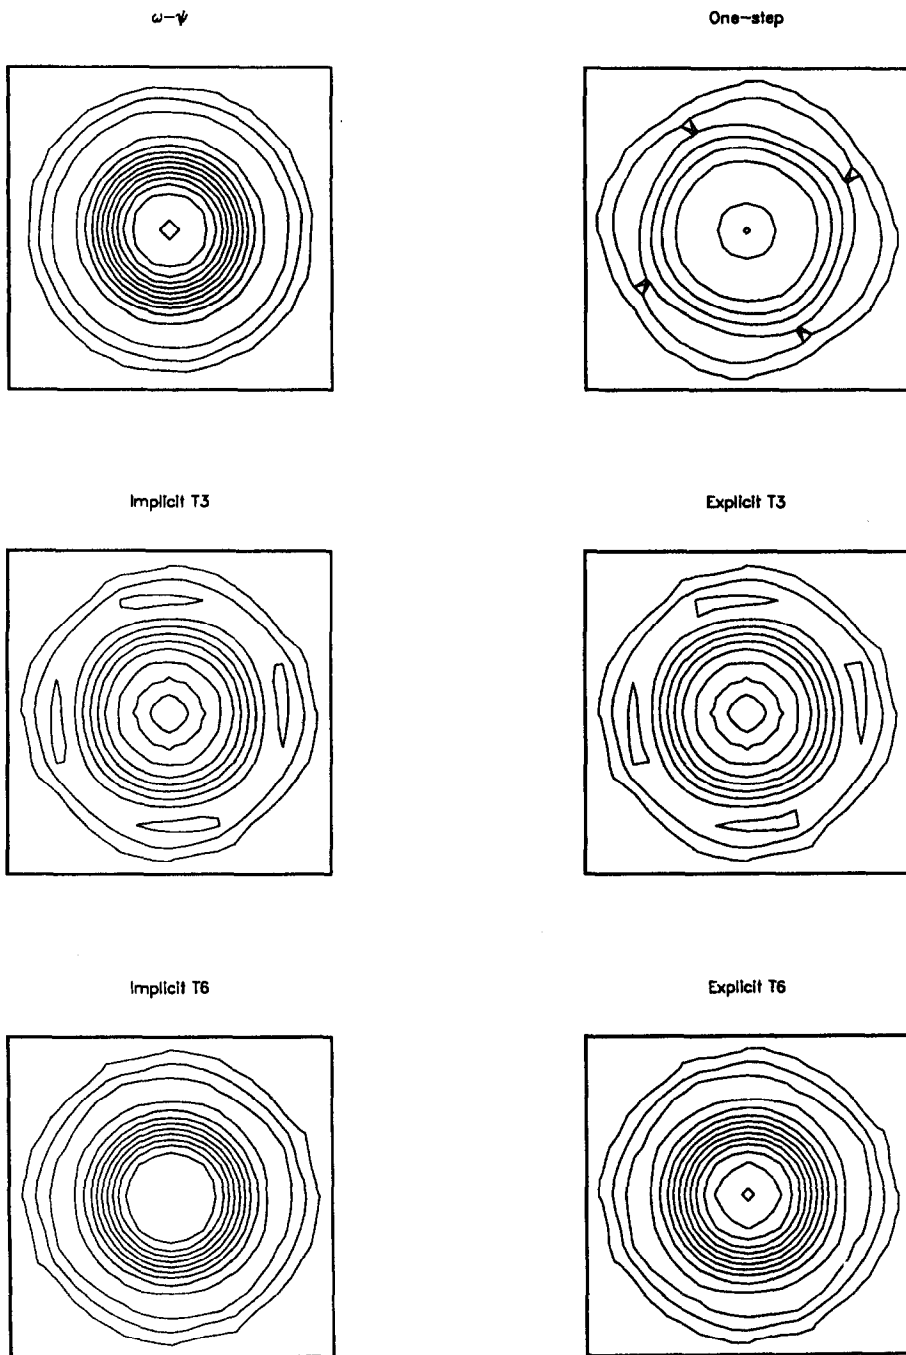 ω-ψ
One-step
Implicit T3
Explicit T3
Implicit T6
Explicit T6